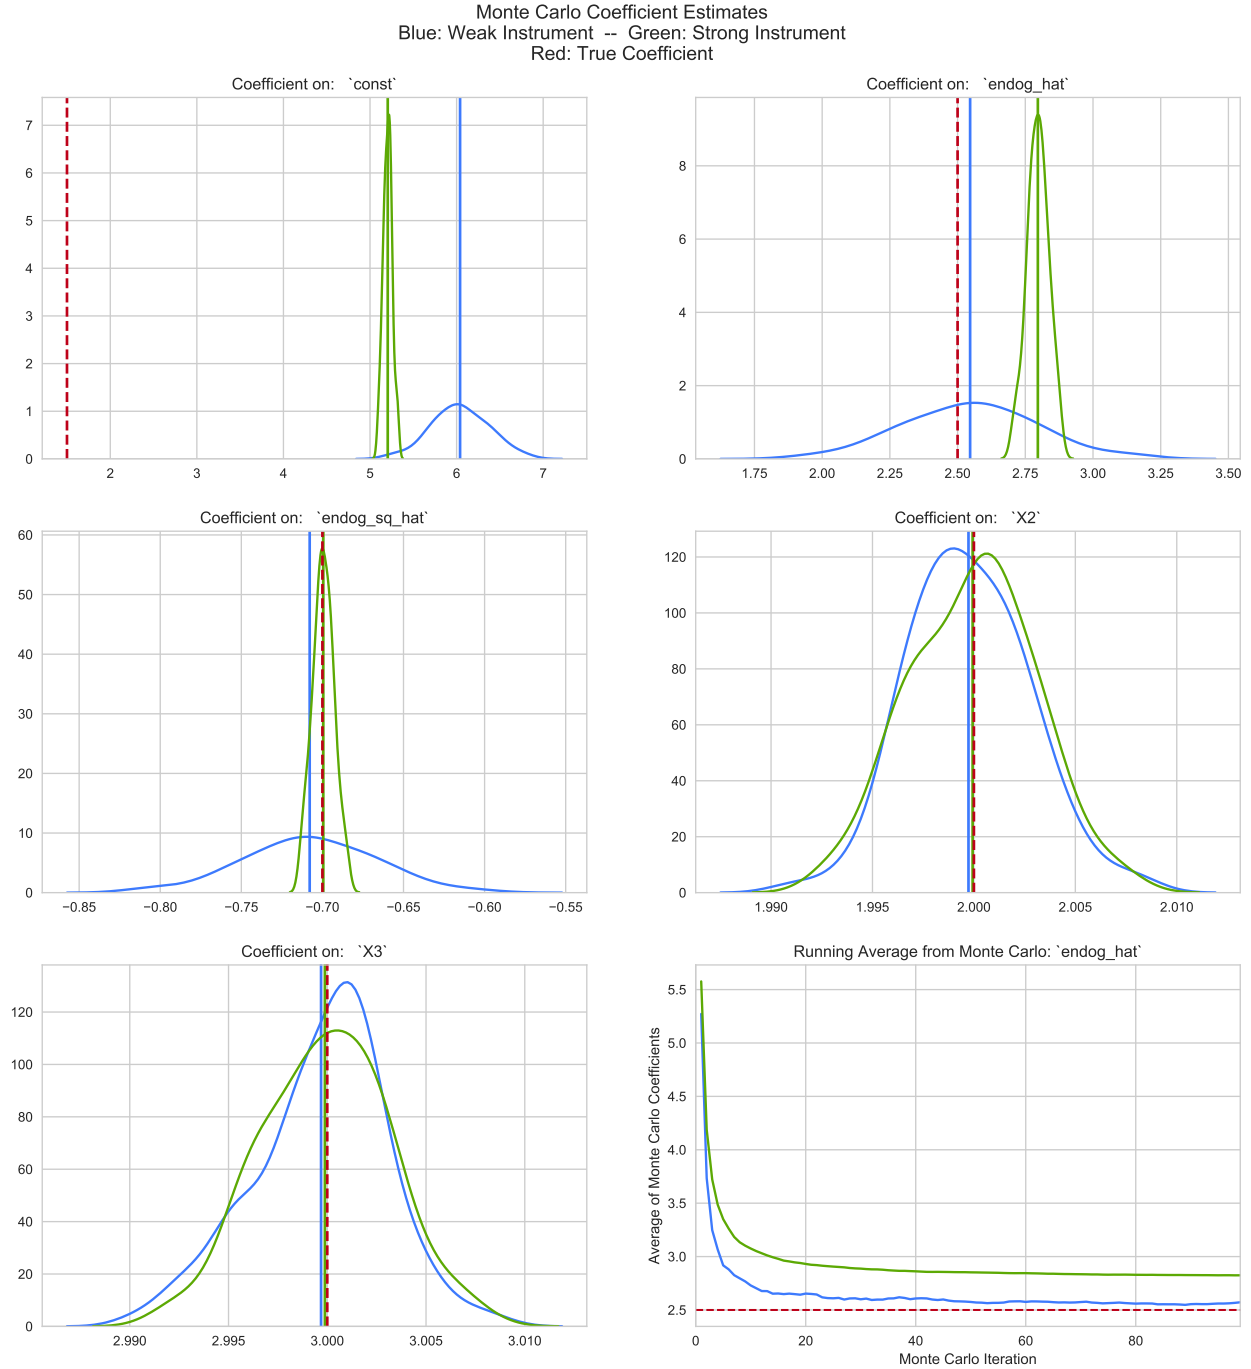 Monte Carlo Coefficient Estimates
Blue: Weak Instrument -- Green: Strong Instrument
Red: True Coefficient
Coefficient on: `const`
7
6
5
4
3
2
1
0
2 3 4 5 6 7
Coefficient on: `endog_hat`
8
6
4
2
0
1.75 2.00 2.25 2.50 2.75 3.00 3.25 3.50
Coefficient on: `endog_sq_hat`
60
50
40
30
20
10
0
−0.85 −0.80 −0.75 −0.70 −0.65 −0.60 −0.55
Coefficient on: `X2`
120
100
80
60
40
20
0
1.990 1.995 2.000 2.005 2.010
Coefficient on: `X3`
120
100
80
60
40
20
0
2.990 2.995 3.000 3.005 3.010
Running Average from Monte Carlo: `endog_hat`
Average of Monte Carlo Coefficients
5.5
5.0
4.5
4.0
3.5
3.0
2.5
0 20 40 60 80
Monte Carlo Iteration